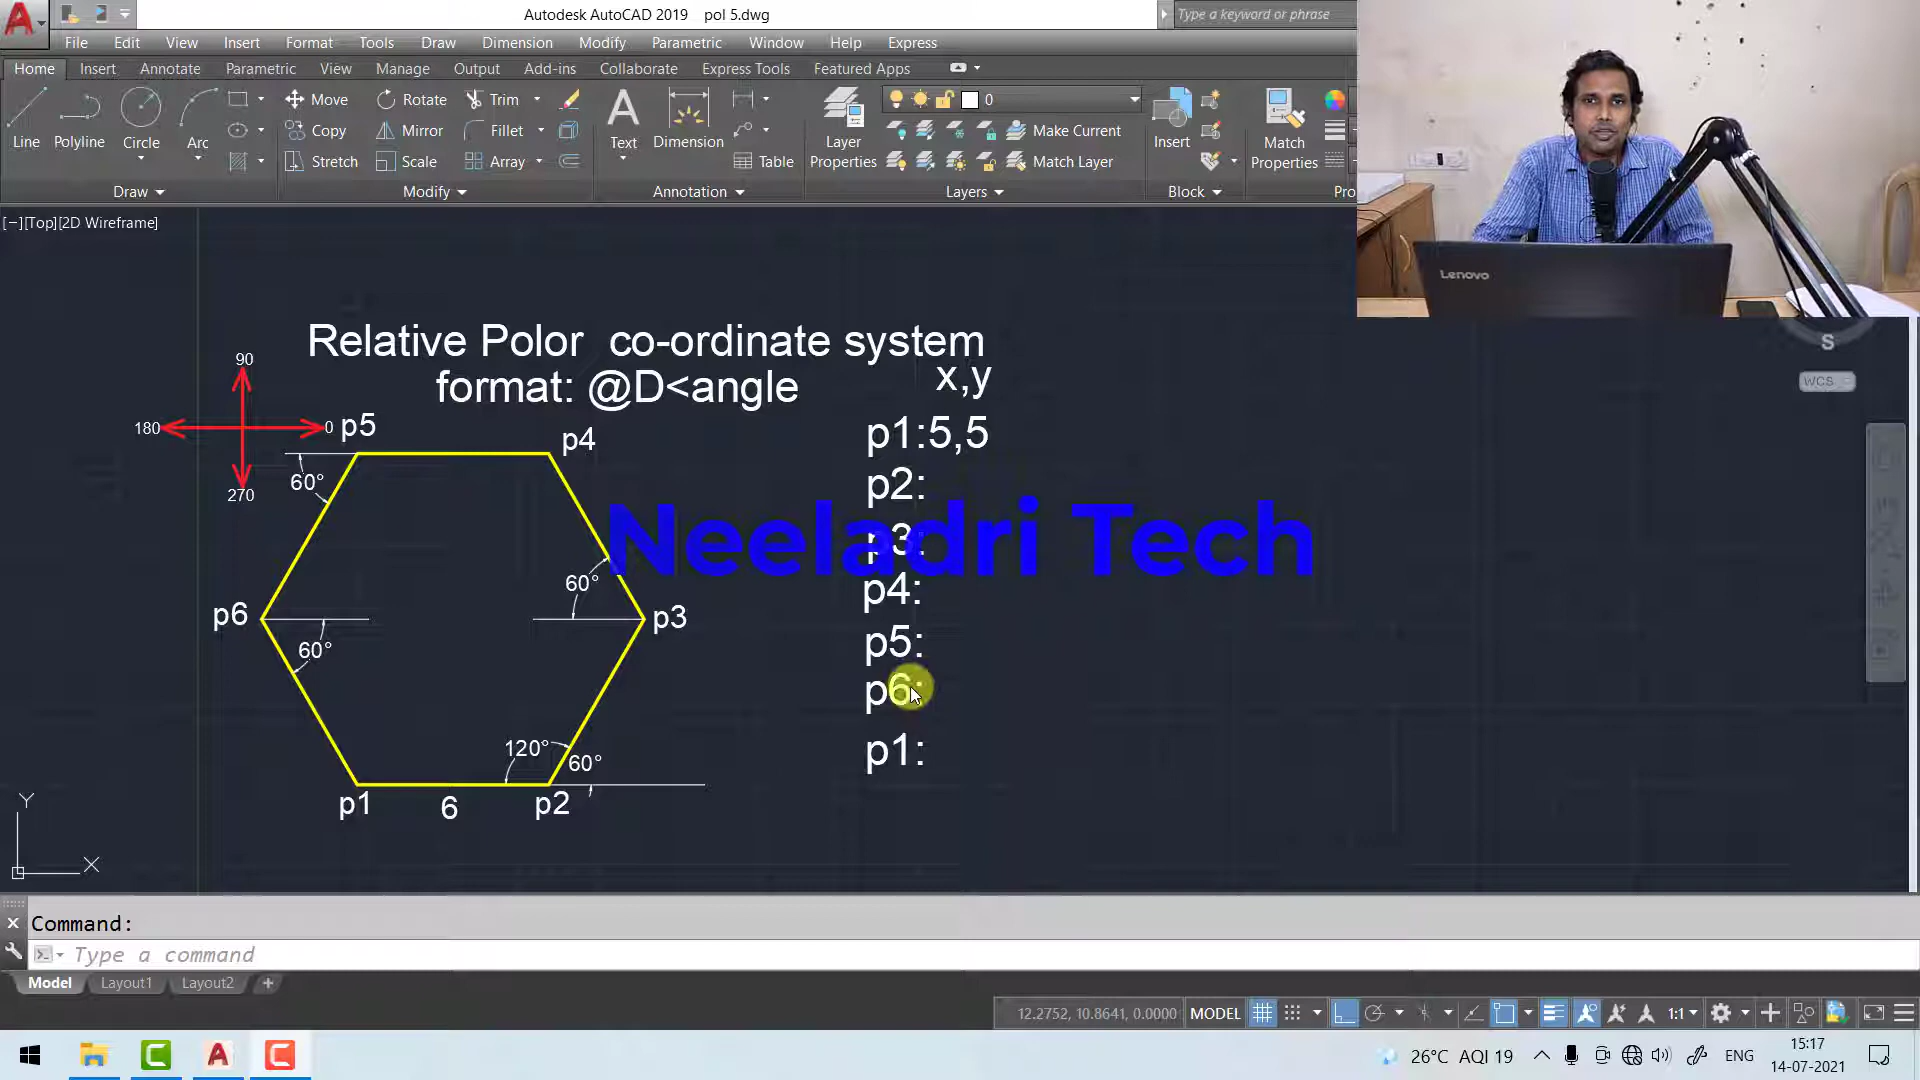 Autodesk AutoCAD 2019 pol 5.dwg
Type a keyword or phrase
File Edit View Insert Format Tools Draw Dimension Modify Parametric Window Help Express
Home Insert Annotate Parametric View Manage Output Add-ins Collaborate Express Tools Featured Apps
Line Polyline Circle Arc
Move Rotate Trim
Copy Mirror Fillet
Stretch Scale Array
Text Dimension Table
Layer Properties
0
Make Current
Match Layer
Insert
Match Properties
Draw Modify Annotation Layers Block Pro
[−][Top][2D Wireframe]
Lenovo
S
WCS
Relative Polor co-ordinate system
format: @D<angle
x,y
90
180
0
270
p5
p4
60°
p1:5,5
p2:
p3:
p4:
p5:
p6:
p1:
Neeladri Tech
60°
p6
p3
60°
120°
60°
p1
6
p2
Y
X
Command:
Type a command
Model Layout1 Layout2 +
12.2752, 10.8641, 0.0000 MODEL 1:1
26°C AQI 19 ENG
15:17
14-07-2021